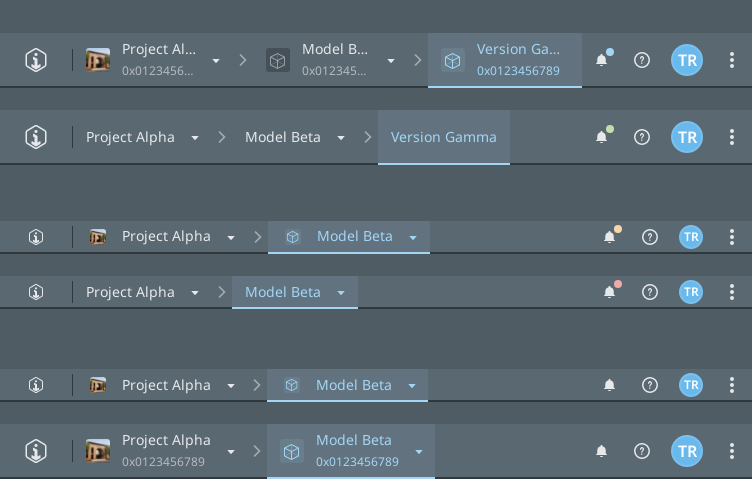 Project Al...
Model B...
Version Ga...
0x0123456...
0x012345...
0x0123456789
TR
Project Alpha
Model Beta
Version Gamma
TR
Project Alpha
Model Beta
TR
Project Alpha
Model Beta
TR
Project Alpha
Model Beta
TR
Project Alpha
Model Beta
0x0123456789
0x0123456789
TR